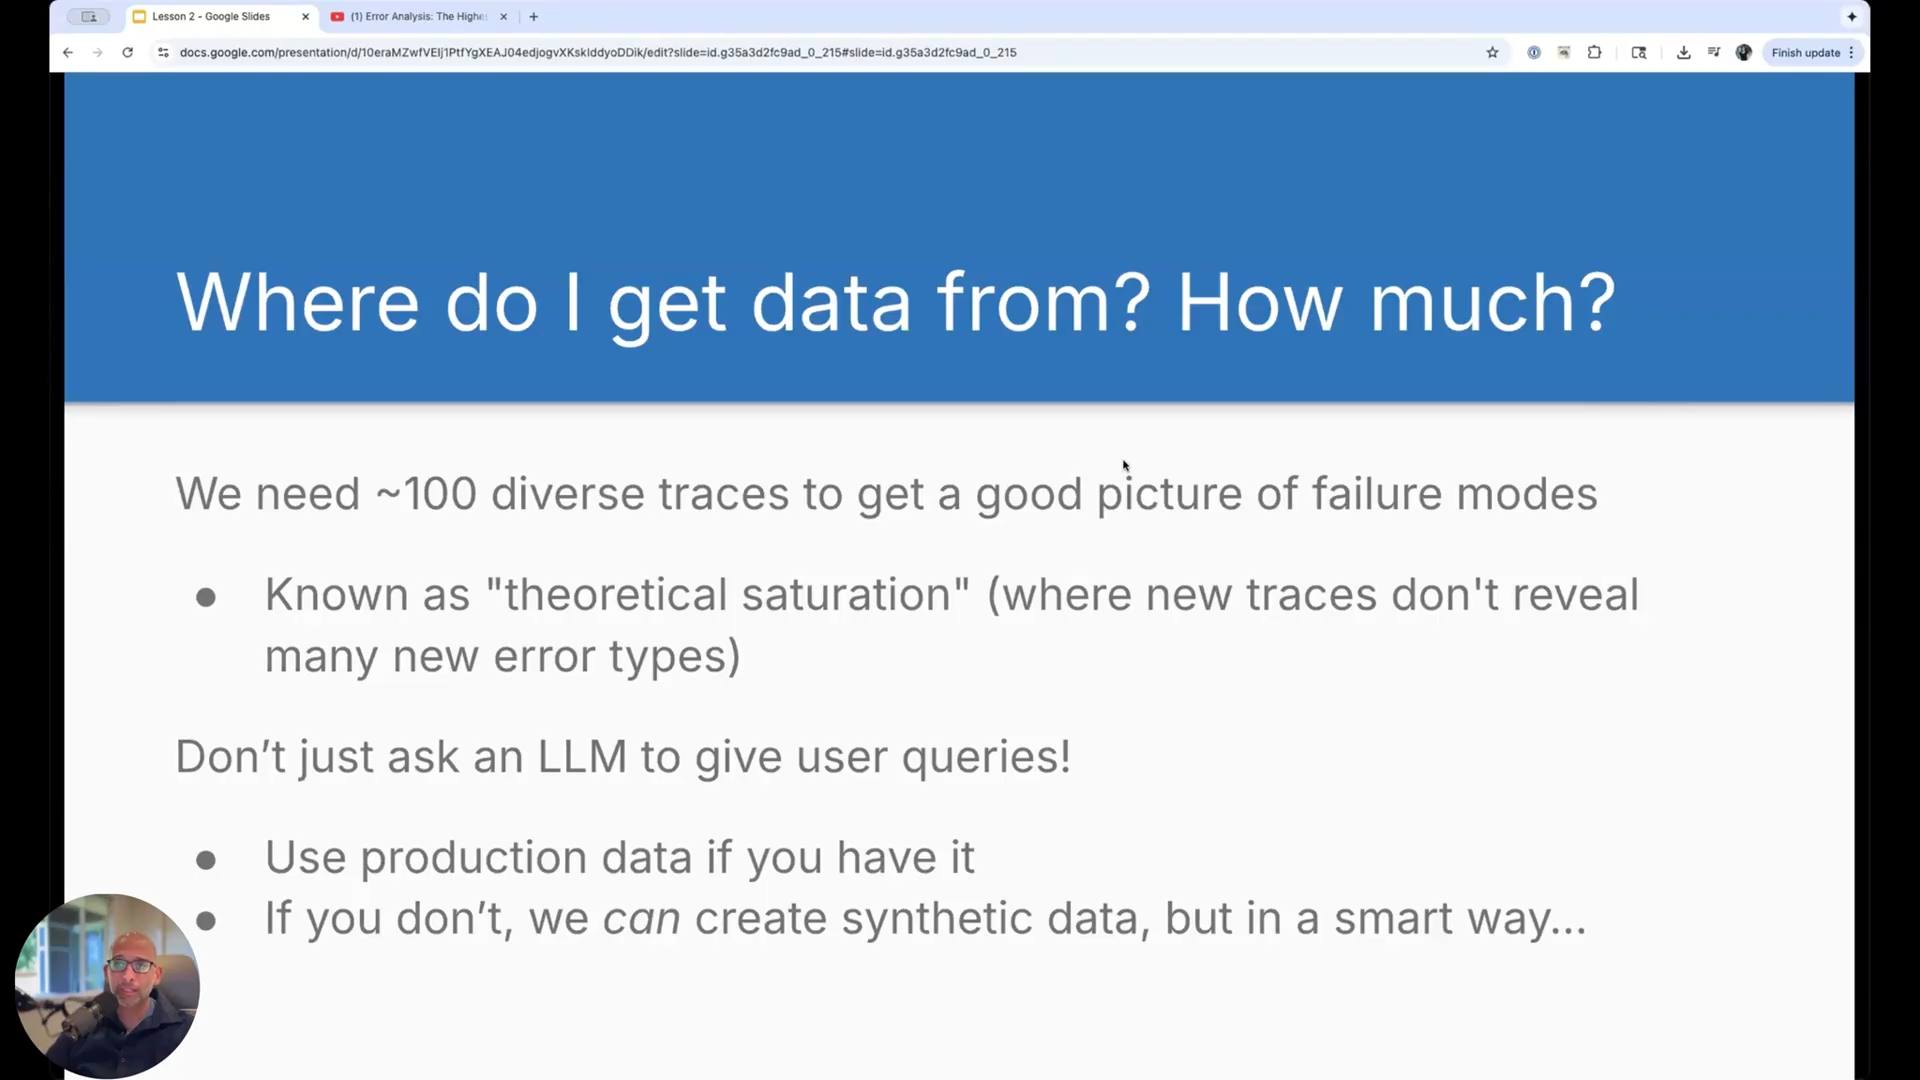 Lesson 2 - Google Slides
(1) Error Analysis: The Highe
docs.google.com/presentation/d/10eraMZwfVElj1PtfYgXEAJ04edjogvXKsklddyoDDik/edit?slide=id.g35a3d2fc9ad_0_215#slide=id.g35a3d2fc9ad_0_215
Finish update
Where do I get data from? How much?
We need ~100 diverse traces to get a good picture of failure modes
● Known as "theoretical saturation" (where new traces don't reveal
many new error types)
Don’t just ask an LLM to give user queries!
● Use production data if you have it
● If you don’t, we can create synthetic data, but in a smart way...